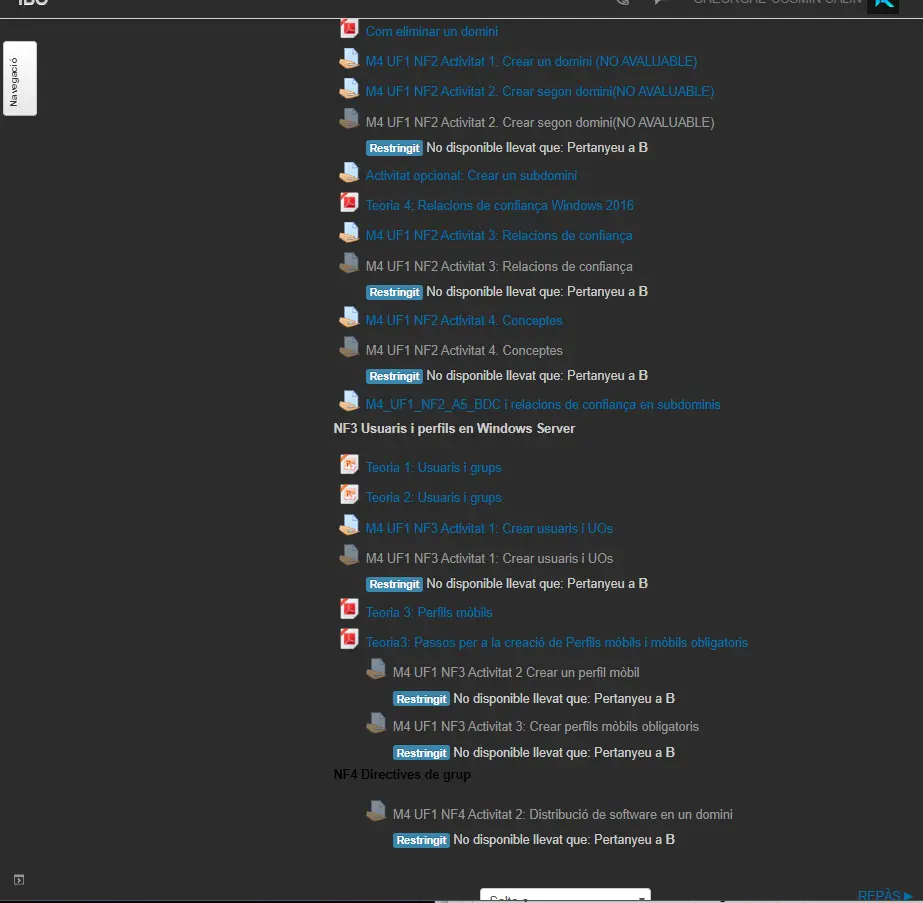 GHEORGHE-COSMIN CALIN
Navegació
Com eliminar un domini
M4 UF1 NF2 Activitat 1. Crear un domini (NO AVALUABLE)
M4 UF1 NF2 Activitat 2. Crear segon domini(NO AVALUABLE)
M4 UF1 NF2 Activitat 2. Crear segon domini(NO AVALUABLE)
Restringit No disponible llevat que: Pertanyeu a B
Activitat opcional: Crear un subdomini
Teoria 4: Relacions de confiança Windows 2016
M4 UF1 NF2 Activitat 3: Relacions de confiança
M4 UF1 NF2 Activitat 3: Relacions de confiança
Restringit No disponible llevat que: Pertanyeu a B
M4 UF1 NF2 Activitat 4. Conceptes
M4 UF1 NF2 Activitat 4. Conceptes
Restringit No disponible llevat que: Pertanyeu a B
M4_UF1_NF2_A5_BDC i relacions de confiança en subdominis
NF3 Usuaris i perfils en Windows Server
Teoria 1: Usuaris i grups
Teoria 2: Usuaris i grups
M4 UF1 NF3 Activitat 1: Crear usuaris i UOs
M4 UF1 NF3 Activitat 1: Crear usuaris i UOs
Restringit No disponible llevat que: Pertanyeu a B
Teoria 3: Perfils mòbils
Teoria3: Passos per a la creació de Perfils mòbils i mòbils obligatoris
M4 UF1 NF3 Activitat 2 Crear un perfil mòbil
Restringit No disponible llevat que: Pertanyeu a B
M4 UF1 NF3 Activitat 3: Crear perfils mòbils obligatoris
Restringit No disponible llevat que: Pertanyeu a B
NF4 Directives de grup
M4 UF1 NF4 Activitat 2: Distribució de software en un domini
Restringit No disponible llevat que: Pertanyeu a B
REPÀS ▶